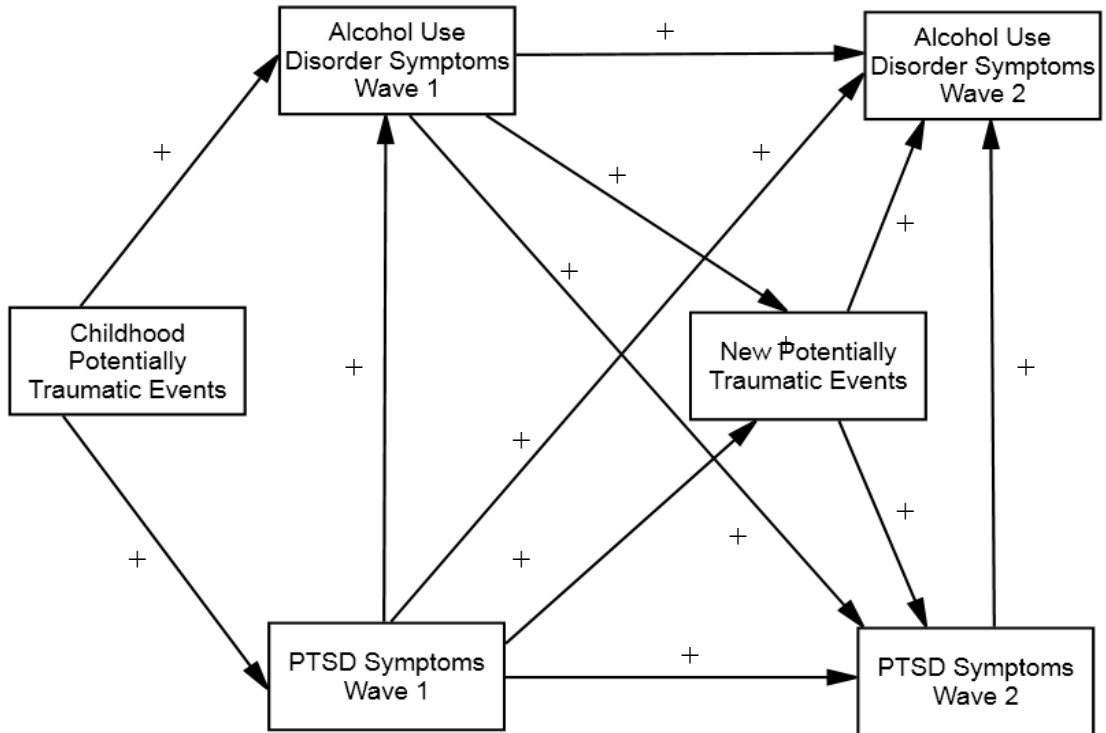 Alcohol Use
Disorder Symptoms
Wave 1
+
Alcohol Use
Disorder Symptoms
Wave 2
+
+
+
+
+
Childhood
Potentially
Traumatic Events
+
New Potentially
Traumatic Events
+
+
+
+
+
+
+
+
PTSD Symptoms
Wave 1
+
PTSD Symptoms
Wave 2